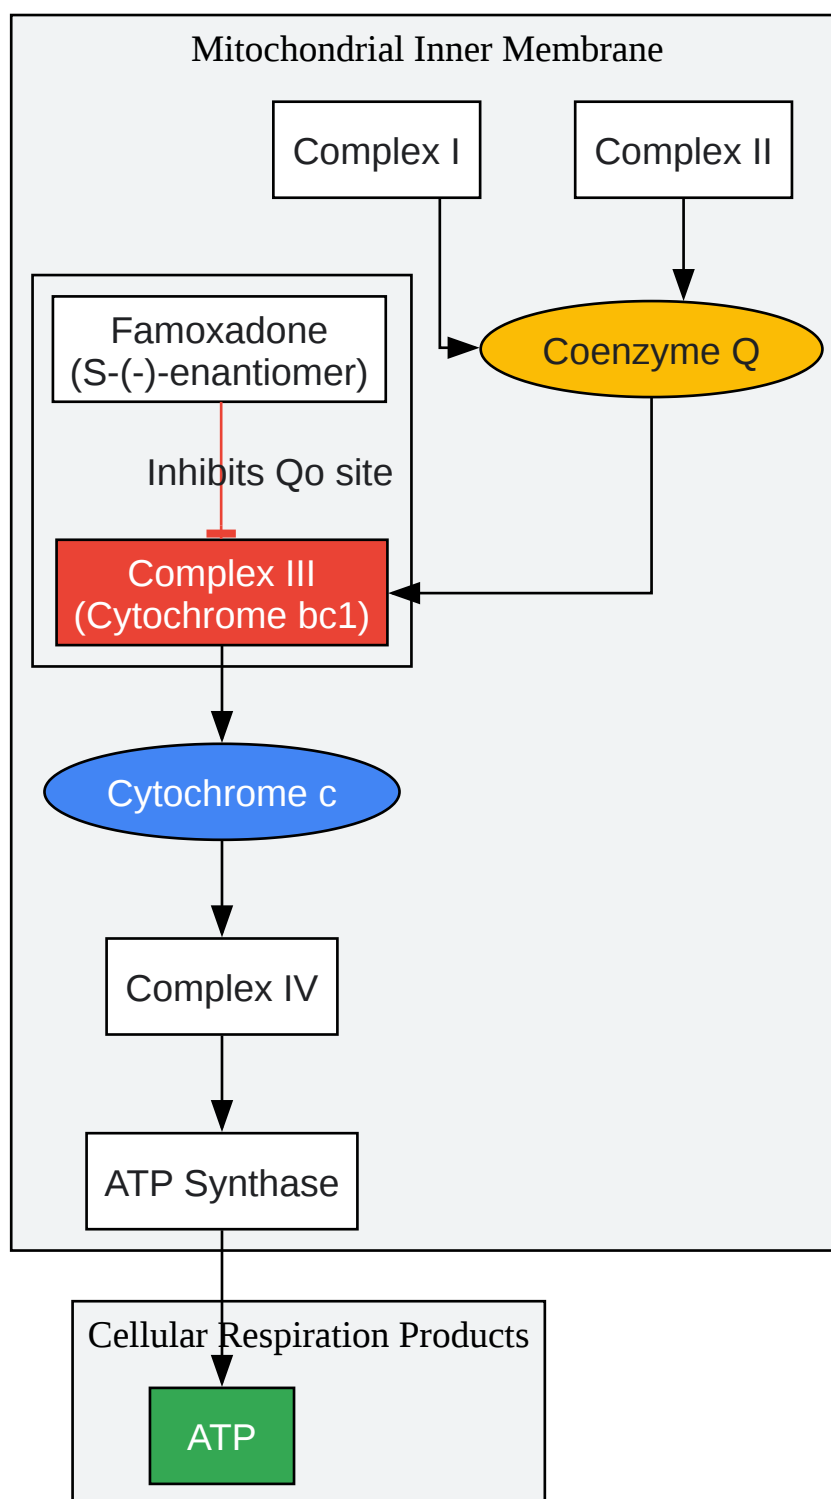 Mitochondrial Inner Membrane
Complex I
Complex II
Famoxadone
(S-(-)-enantiomer)
Coenzyme Q
Inhibits Qo site
Complex III
(Cytochrome bc1)
Cytochrome c
Complex IV
ATP Synthase
Cellular Respiration Products
ATP